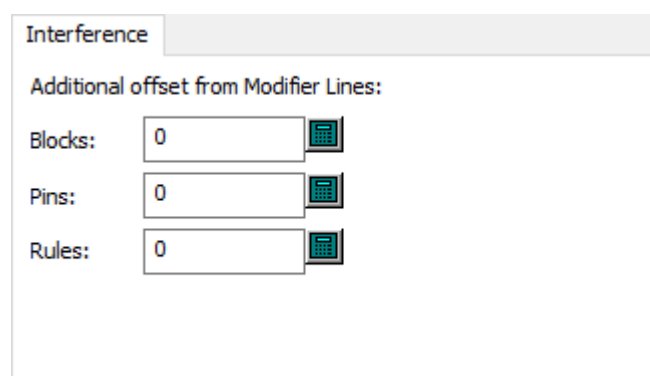 Interference
Additional offset from Modifier Lines:
Blocks: 0
Pins: 0
Rules: 0